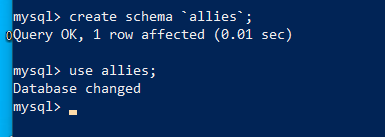 mysql> create schema `allies`;
Query OK, 1 row affected (0.01 sec)
mysql> use allies;
Database changed
mysql>